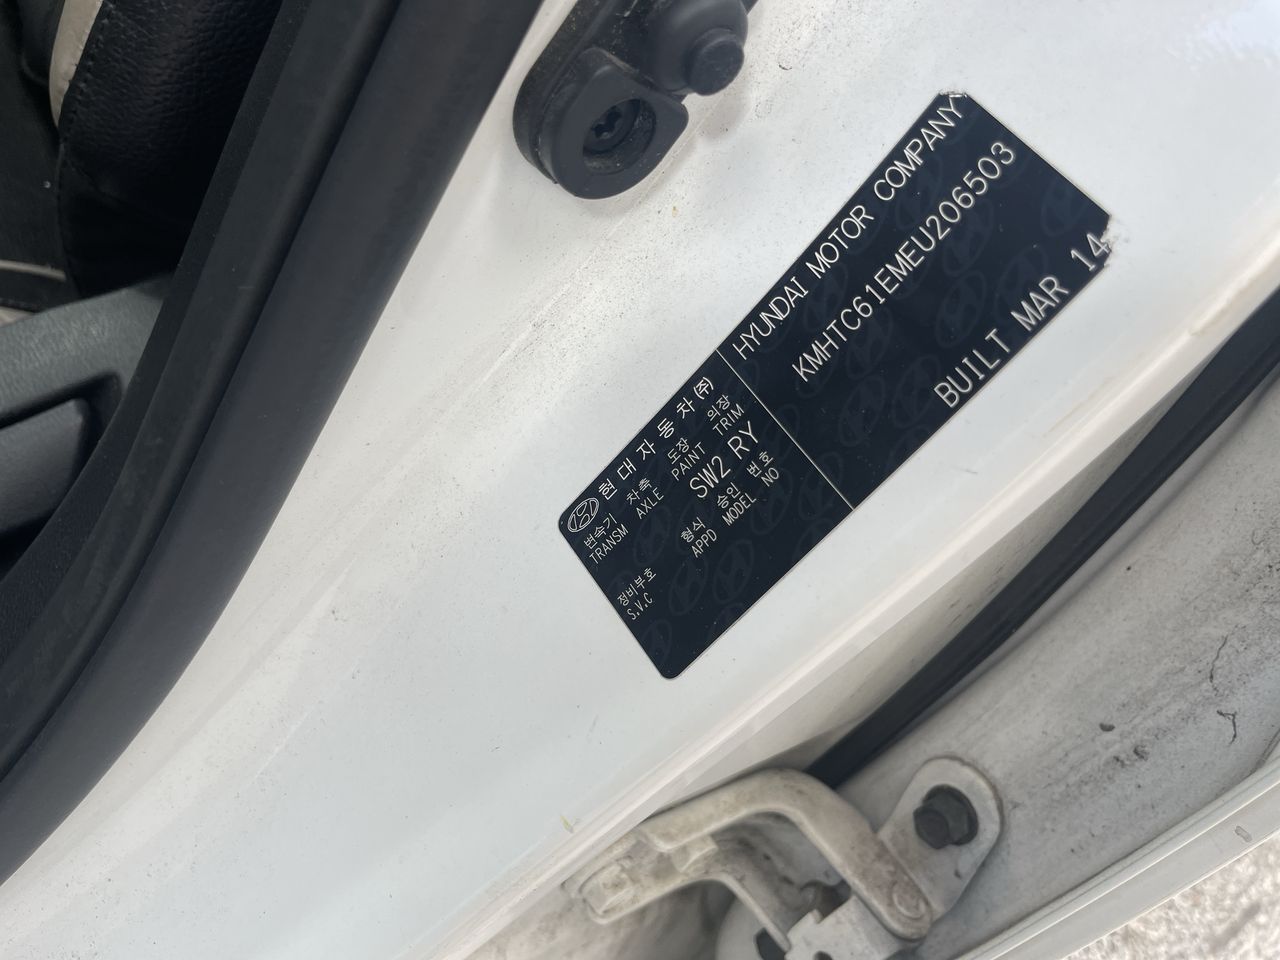 현대자동차(주) HYUNDAI MOTOR COMPANY
변속기 차축 도장 의장
TRANSM AXLE PAINT TRIM
SW2 RY
KMHTC61EMEU206503
정비부호 형식 승인 번호
S.V.C APPD MODEL NO
BUILT MAR 14